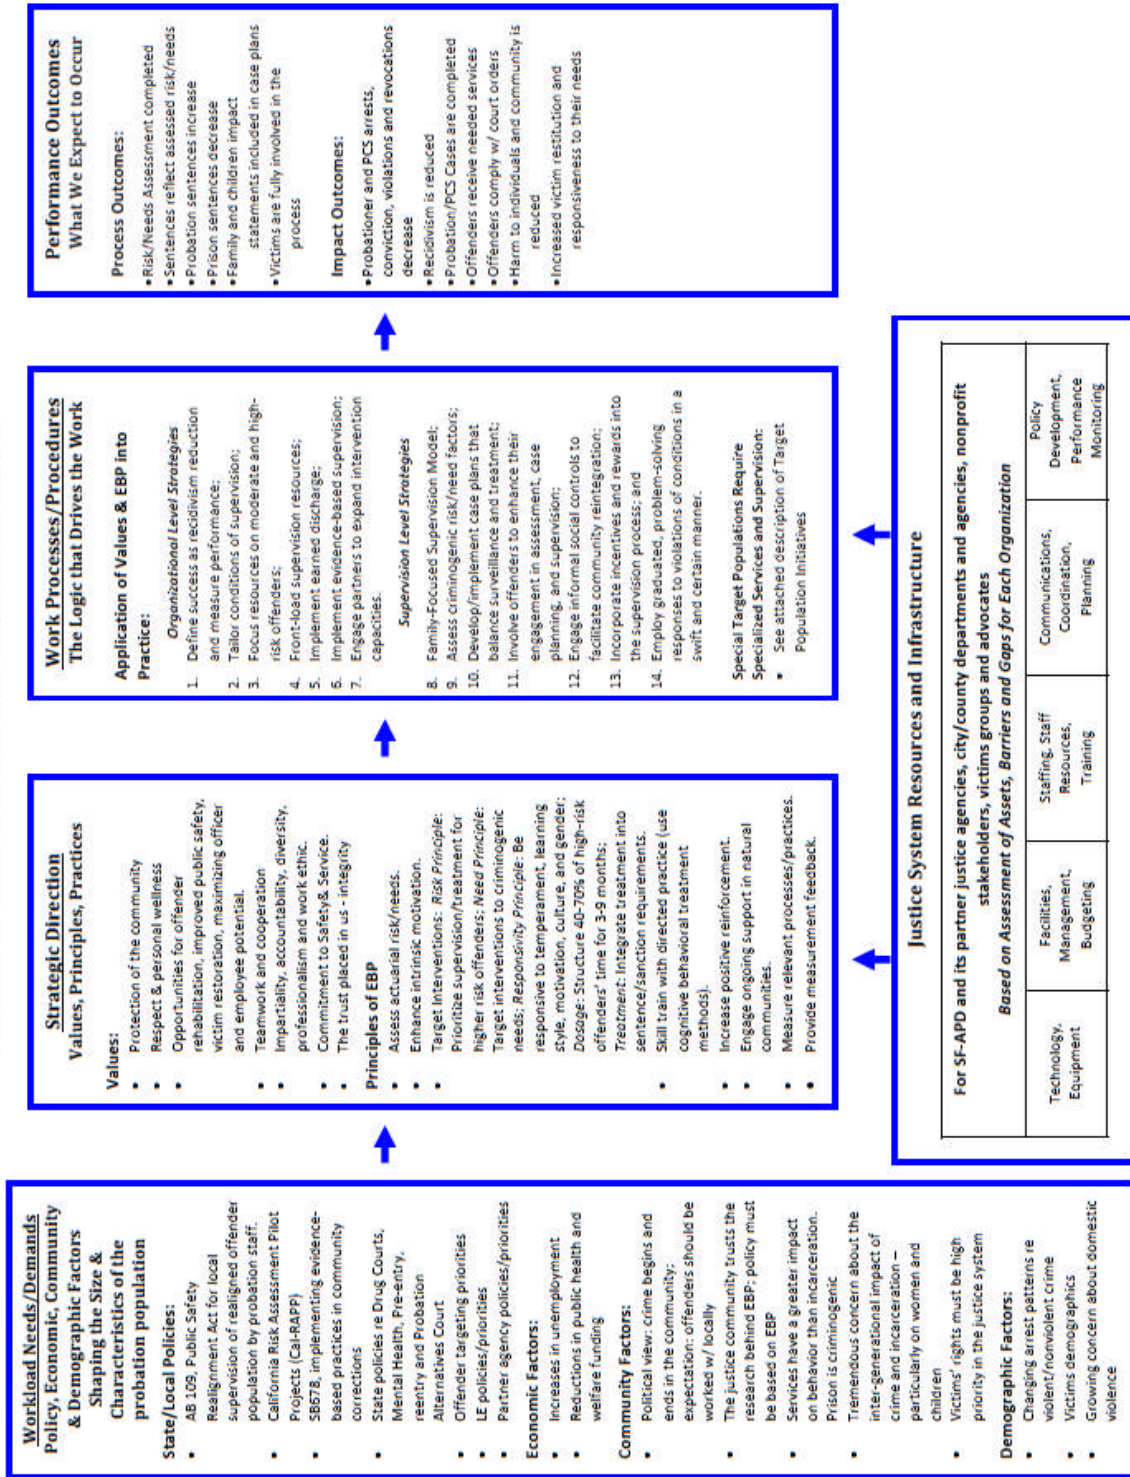 Workload Needs/Demands
Policy, Economic, Community
& Demographic Factors
Shaping the Size &
Characteristics of the
probation population
State/Local Policies:
• AB 109, Public Safety
Realignment Act for local
supervision of realigned offender
population by probation staff.
• California Risk Assessment Pilot
Projects (Cal-RAPP)
• SB678, implementing evidence-
based practices in community
corrections
• State policies re Drug Courts,
Mental Health, Pre-entry,
reentry and Probation
Alternatives Court
• Offender targeting priorities
• LE policies/priorities
• Partner agency policies/priorities
Economic Factors:
• Increases in unemployment
• Reductions in public health and
welfare funding
Community Factors:
• Political view: crime begins and
ends in the community;
expectation: offenders should be
worked w/ locally
• The justice community trusts the
research behind EBP; policy must
be based on EBP
• Services have a greater impact
on behavior than incarceration.
Prison is criminogenic
• Tremendous concern about the
inter-generational impact of
crime and incarceration –
particularly on women and
children
• Victims' rights must be high
priority in the justice system
Demographic Factors:
• Changing arrest patterns re
violent/nonviolent crime
• Victims demographics
• Growing concern about domestic
violence
Strategic Direction
Values, Principles, Practices
Values:
• Protection of the community
• Respect & personal wellness
• Opportunities for offender
rehabilitation, improved public safety,
victim restoration, maximizing officer
and employee potential.
• Teamwork and cooperation
• Impartiality, accountability, diversity,
professionalism and work ethic.
• Commitment to Safety& Service.
• The trust placed in us - integrity
Principles of EBP
• Assess actuarial risk/needs.
• Enhance intrinsic motivation.
• Target Interventions: Risk Principle:
Prioritize supervision/treatment for
higher risk offenders; Need Principle:
Target interventions to criminogenic
needs; Responsivity Principle: Be
responsive to temperament, learning
style, motivation, culture, and gender;
Dosage: Structure 40-70% of high-risk
offenders' time for 3-9 months;
Treatment: Integrate treatment into
sentence/sanction requirements.
• Skill train with directed practice (use
cognitive behavioral treatment
methods).
• Increase positive reinforcement.
• Engage ongoing support in natural
communities.
• Measure relevant processes/practices.
• Provide measurement feedback.
Work Processes/Procedures
The Logic that Drives the Work
Application of Values & EBP into
Practice:
Organizational Level Strategies
1. Define success as recidivism reduction
and measure performance;
2. Tailor conditions of supervision;
3. Focus resources on moderate and high-
risk offenders;
4. Front-load supervision resources;
5. Implement earned discharge;
6. Implement evidence-based supervision;
7. Engage partners to expand intervention
capacities.
Supervision Level Strategies
8. Family-Focused Supervision Model;
9. Assess criminogenic risk/need factors;
10. Develop/implement case plans that
balance surveillance and treatment;
11. Involve offenders to enhance their
engagement in assessment, case
planning, and supervision;
12. Engage informal social controls to
facilitate community reintegration;
13. Incorporate incentives and rewards into
the supervision process; and
14. Employ graduated, problem-solving
responses to violations of conditions in a
swift and certain manner.
Special Target Populations Require
Specialized Services and Supervision:
• See attached description of Target
Population Initiatives
Performance Outcomes
What We Expect to Occur
Process Outcomes:
•Risk/Needs Assessment completed
•Sentences reflect assessed risk/needs
•Probation sentences increase
•Prison sentences decrease
•Family and children impact
statements included in case plans
•Victims are fully involved in the
process
Impact Outcomes:
•Probationer and PCS arrests,
conviction, violations and revocations
decrease
•Recidivism is reduced
•Probation/PCS Cases are completed
•Offenders receive needed services
•Offenders comply w/ court orders
•Harm to individuals and community is
reduced
•Increased victim restitution and
responsiveness to their needs
Justice System Resources and Infrastructure
For SF-APD and its partner justice agencies, city/county departments and agencies, nonprofit
stakeholders, victims groups and advocates
Based on Assessment of Assets, Barriers and Gaps for Each Organization
Technology,
Equipment
Facilities,
Management,
Budgeting
Staffing, Staff
Resources,
Training
Communications,
Coordination,
Planning
Policy
Development,
Performance
Monitoring